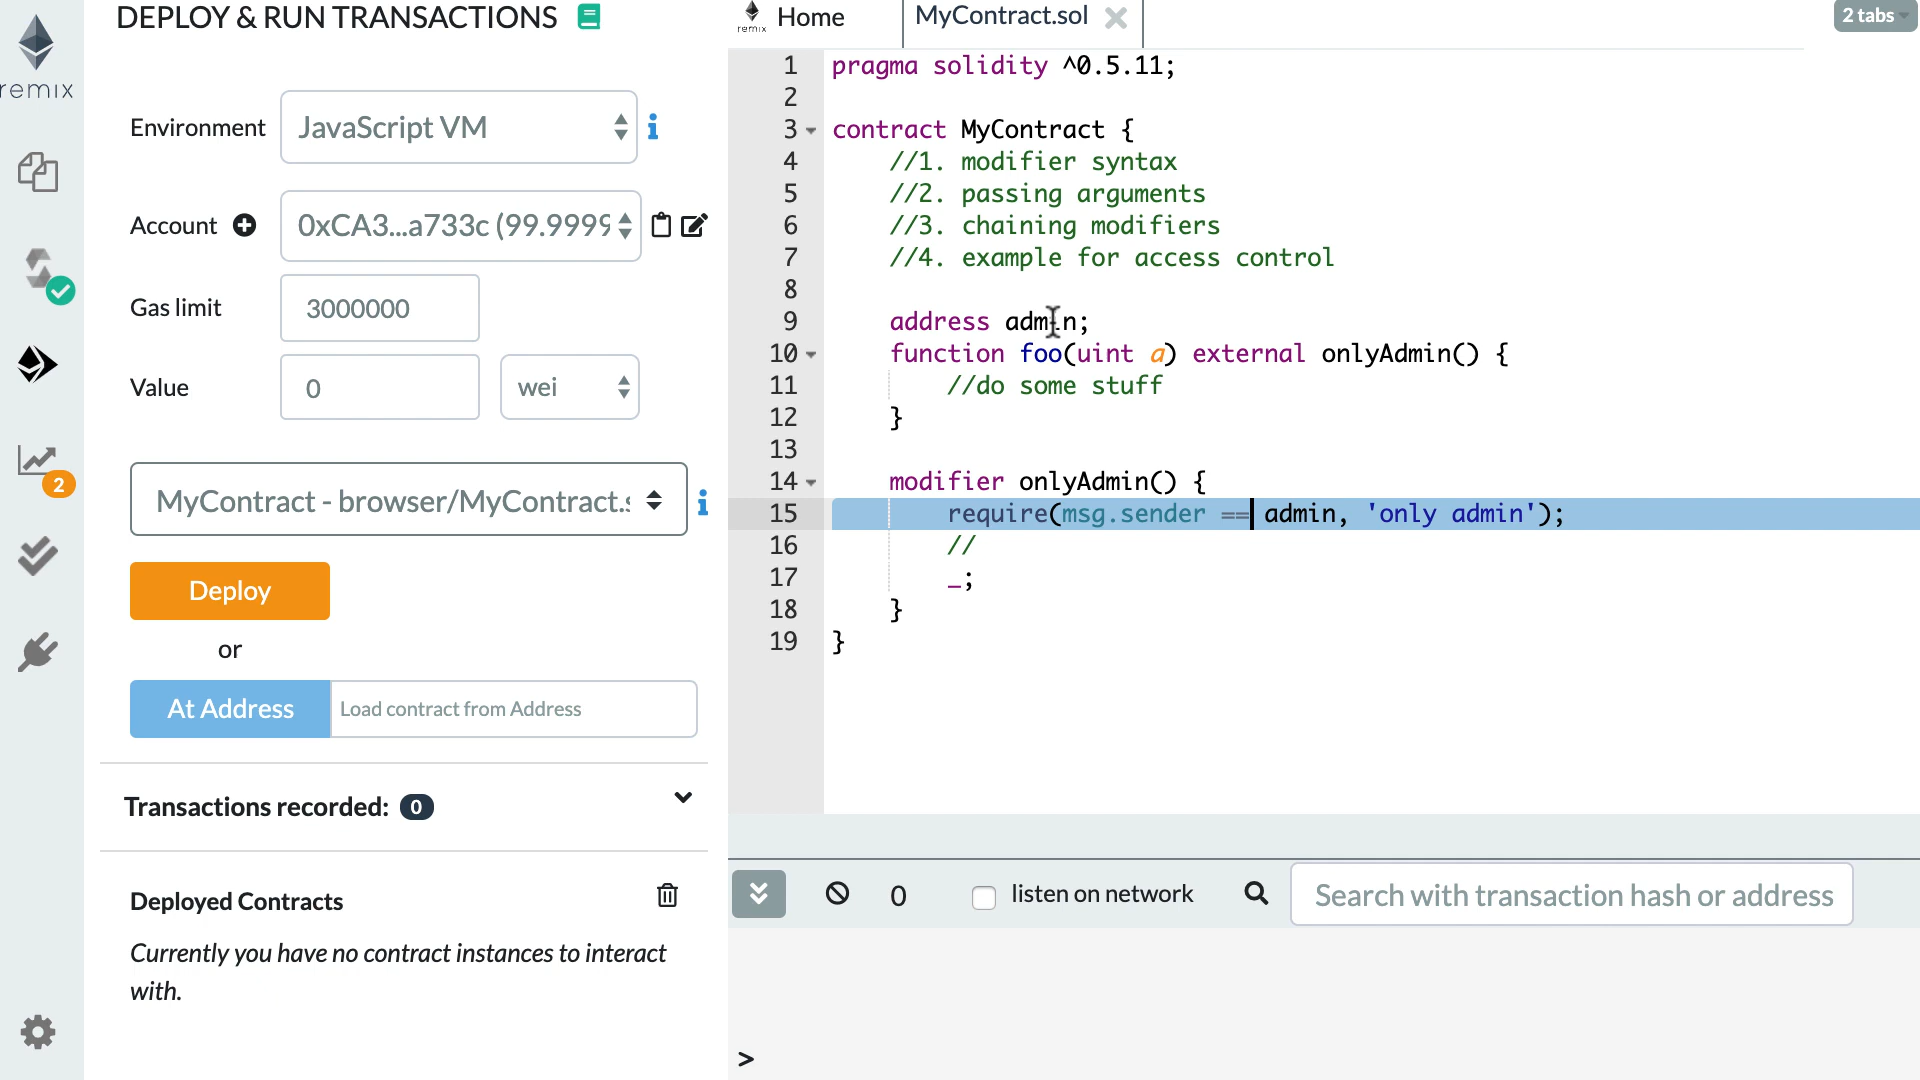 DEPLOY & RUN TRANSACTIONS
remix
Environment
JavaScript VM
Account
0xCA3...a733c (99.9999
Gas limit
3000000
Value
0
wei
MyContract - browser/MyContract.s
Deploy
or
At Address
Load contract from Address
Transactions recorded: 0
Deployed Contracts
Currently you have no contract instances to interact
with.
2
remix
Home
MyContract.sol
2 tabs
1 pragma solidity ^0.5.11;
2
3 contract MyContract {
4 //1. modifier syntax
5 //2. passing arguments
6 //3. chaining modifiers
7 //4. example for access control
8
9 address admin;
10 function foo(uint a) external onlyAdmin() {
11 //do some stuff
12 }
13
14 modifier onlyAdmin() {
15 require(msg.sender == admin, 'only admin');
16 //
17 _;
18 }
19 }
0
listen on network
Search with transaction hash or address
>